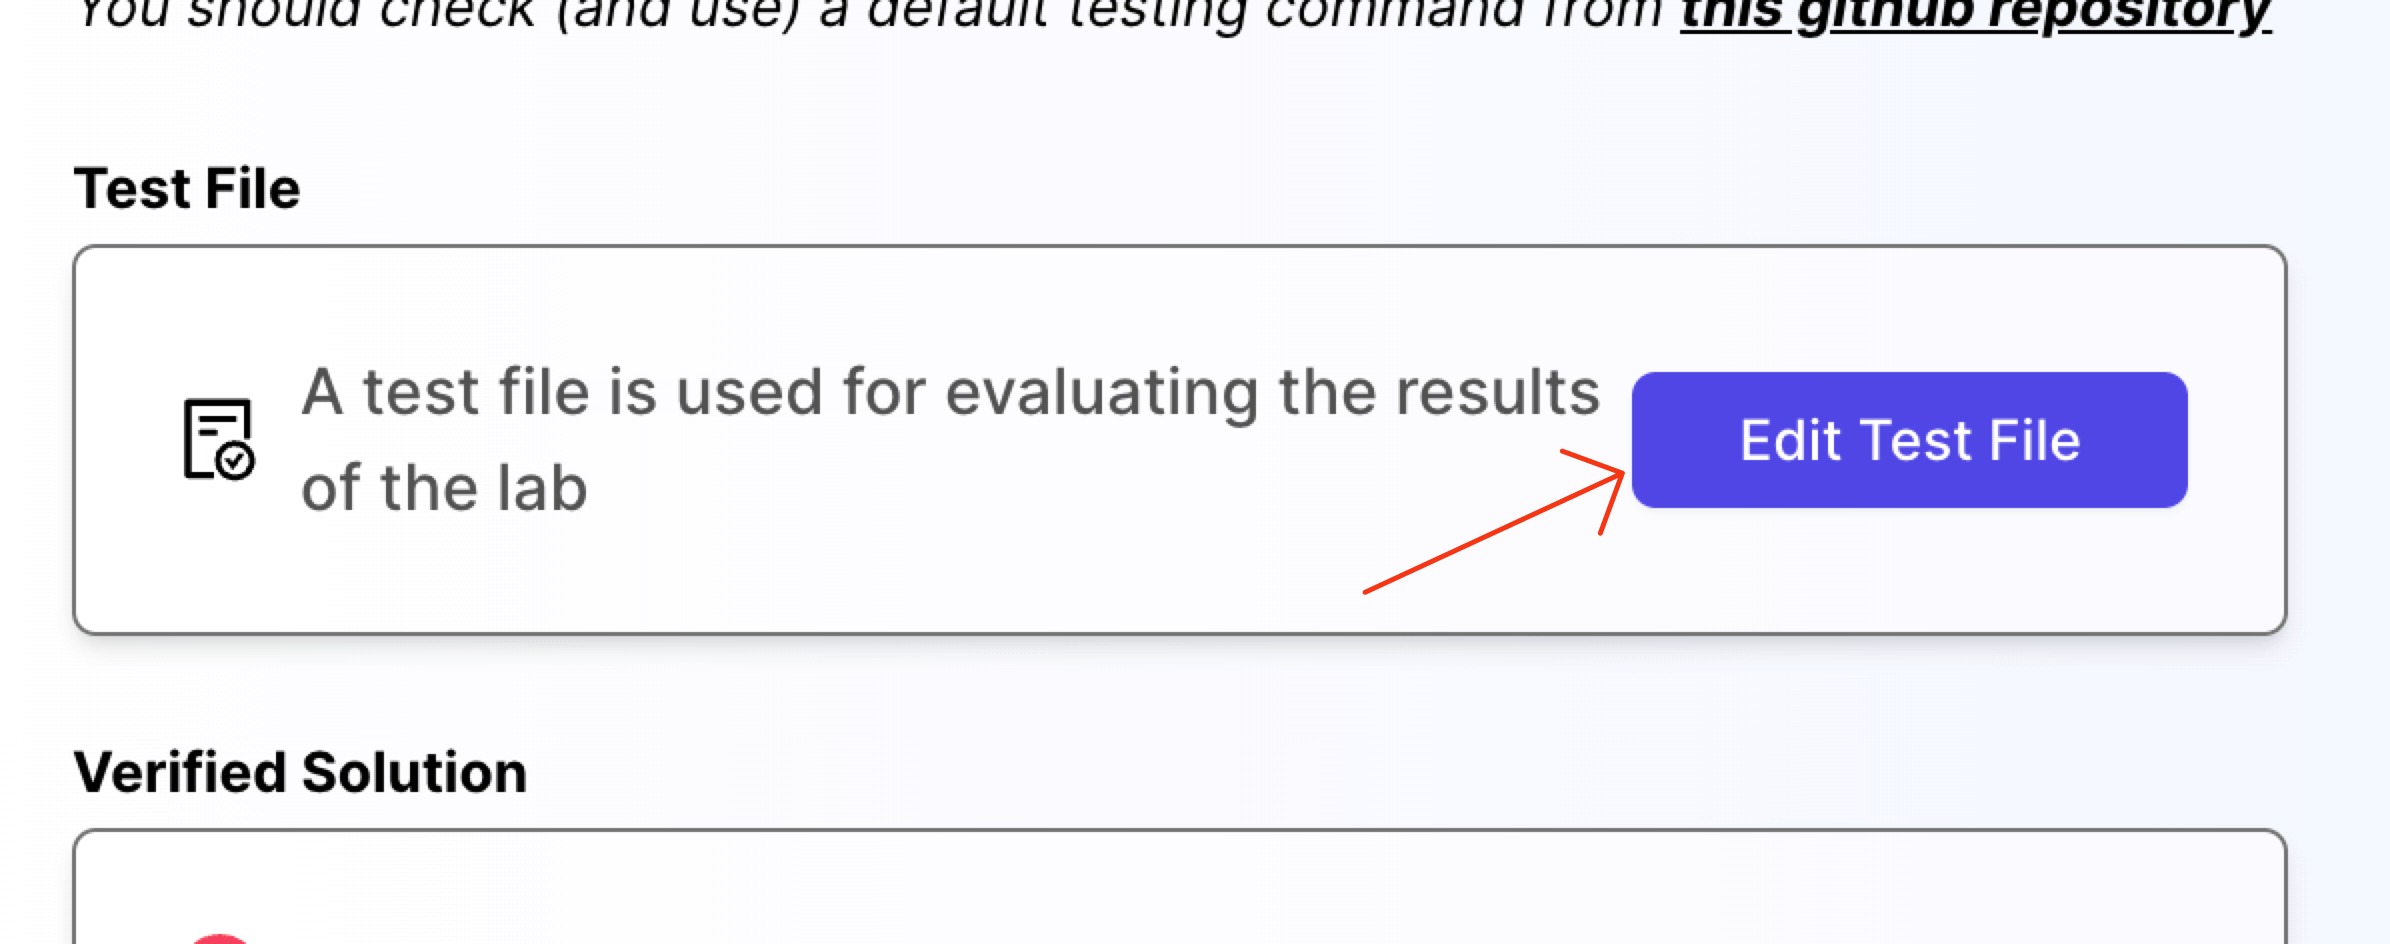 You should check (and use) a default testing command from this github repository
Test File
A test file is used for evaluating the results
of the lab
Edit Test File
Verified Solution